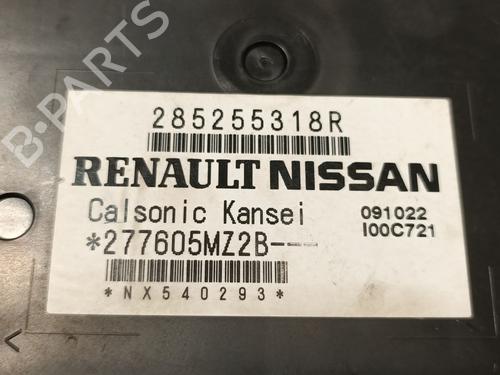 B-PARTS
285255318R
RENAULT NISSAN
Calsonic Kansei 091022
I00C721
*277605MZ2B----
*NX540293*